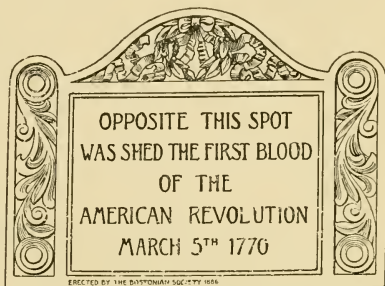 OPPOSITE THIS SPOT
WAS SHED THE FIRST BLOOD
OF THE
AMERICAN REVOLUTION
MARCH 5TH 1770
ERECTED BY THE BOSTONIAN SOCIETY 1886